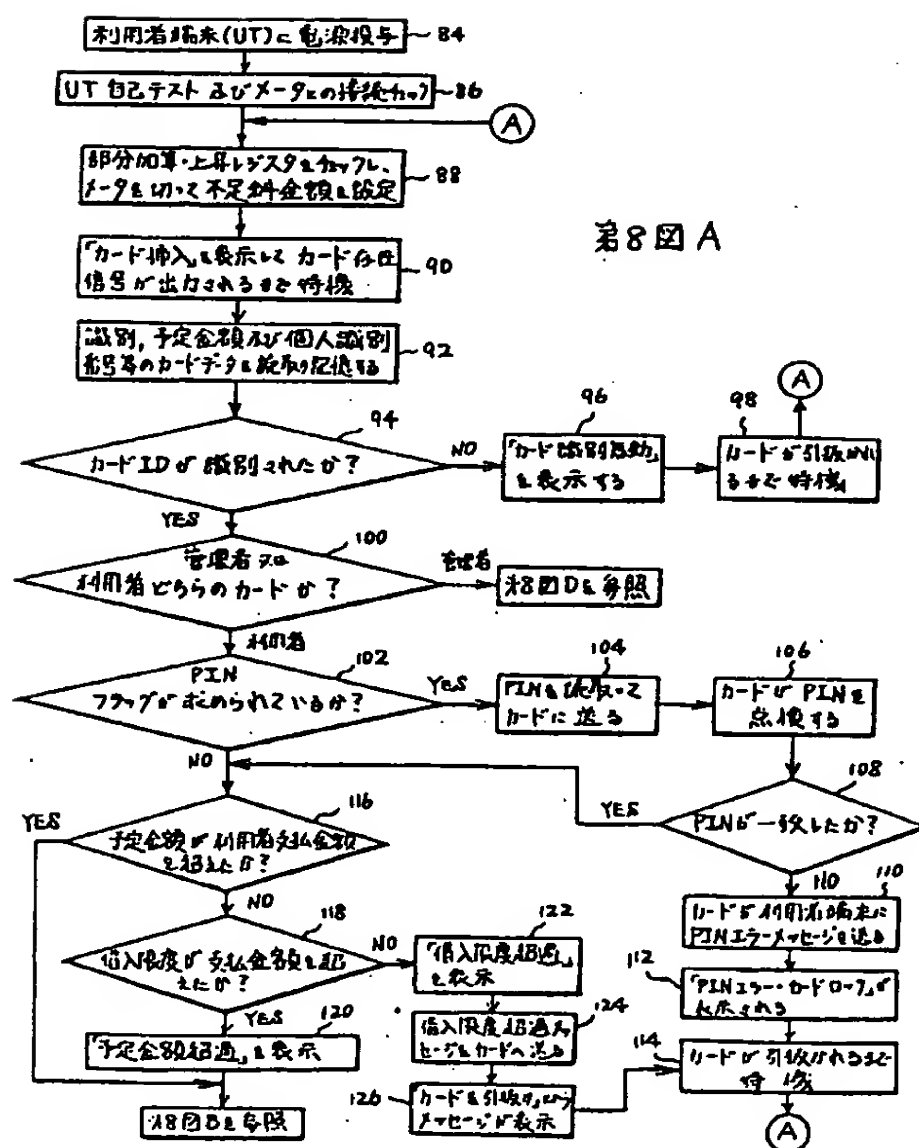 利用者端末(UT)に電源投与
84
UT 自己テスト 及びメータとの接続チェック
86
A
部分加算・上昇レジスタをチェックし、
メータを切って不定料金額を設定
88
第8図A
「カード挿入」を表示して カード存在
信号が出力されるまで 待機
90
識別, 予定金額及び個人識別
番号等のカードデータを読取り記憶する
92
94
カードIDが識別されたか?
NO
YES
96
「カード識別
を表示する
98
カードが引抜かれ
るまで 待機
A
100
管理者又は
利用者どちらのカードか?
管理者
第8図Dを参照
利用者
102
PIN
フラッグが求められているか?
YES
NO
104
PINを読取って
カードに送る
106
カードがPINを
点検する
108
PINが一致したか?
YES
NO
110
カードが利用者端末に
PINエラーメッセージを送る
112
「PINエラー・カードロック」が
表示される
114
カードが引抜かれるまで
待機
A
116
予定金額が利用者支払金額
を超えたか?
YES
NO
118
借入限度が支払金額を超
えたか?
NO
YES
120
「予定金額超過」を表示
第8図Bを参照
122
「借入限度超過」
を表示
124
借入限度超過メッ
セージをカードへ送る
126
カードを引抜
メッセージが表示